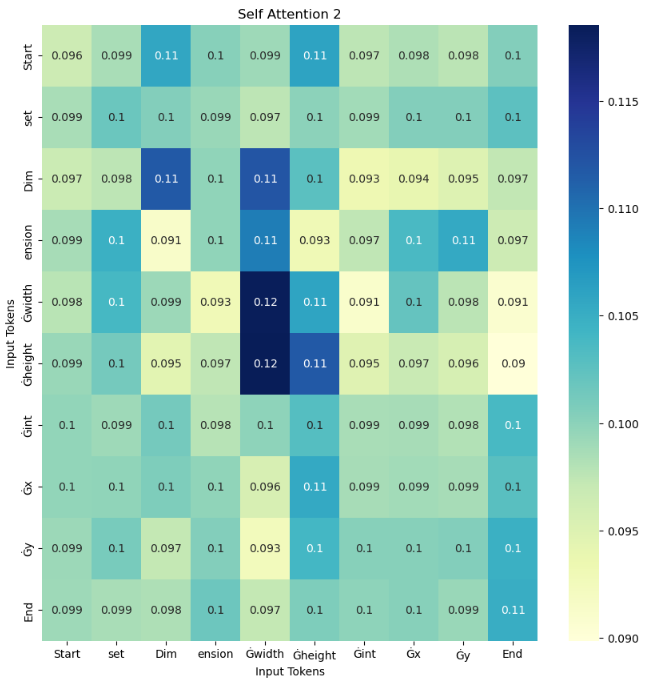 Self Attention 2
Start 0.096 0.099 0.11 0.1 0.099 0.11 0.097 0.098 0.098 0.1
set 0.099 0.1 0.1 0.099 0.097 0.1 0.099 0.1 0.1 0.1
Dim 0.097 0.098 0.11 0.1 0.11 0.1 0.093 0.094 0.095 0.097
ension 0.099 0.1 0.091 0.1 0.11 0.093 0.097 0.1 0.11 0.097
Ġwidth 0.098 0.1 0.099 0.093 0.12 0.11 0.091 0.1 0.098 0.091
Ġheight 0.099 0.1 0.095 0.097 0.12 0.11 0.095 0.097 0.096 0.09
Ġint 0.1 0.099 0.1 0.098 0.1 0.1 0.099 0.099 0.098 0.1
Ġx 0.1 0.1 0.1 0.1 0.096 0.11 0.099 0.099 0.099 0.1
Ġy 0.099 0.1 0.097 0.1 0.093 0.1 0.1 0.1 0.1 0.1
End 0.099 0.099 0.098 0.1 0.097 0.1 0.1 0.1 0.099 0.11
Input Tokens
Start set Dim ension Ġwidth Ġheight Ġint Ġx Ġy End
Input Tokens
0.115
0.110
0.105
0.100
0.095
0.090